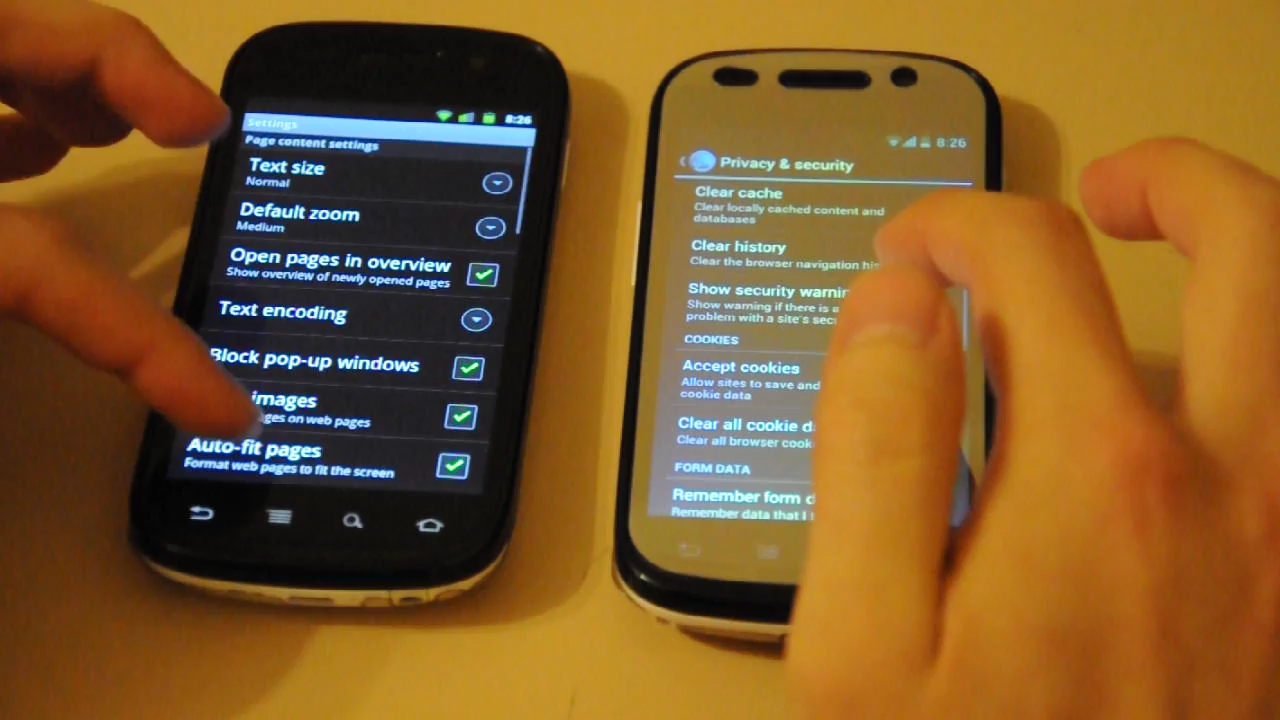 8:26
Settings
Page content settings
Text size
Normal
Default zoom
Medium
Open pages in overview
Show overview of newly opened pages
Text encoding
Block pop-up windows
images
on web pages
Auto-fit pages
Format web pages to fit the screen
8:26
Privacy & security
Clear cache
Clear locally cached content and
databases
Clear history
Clear the browser navigation
Show security
Show warning if there is a
problem with a site's
COOKIES
Accept cookies
Allow sites to save and
cookie data
Clear all cookie
Clear all browser
FORM DATA
Remember form
Remember data that I